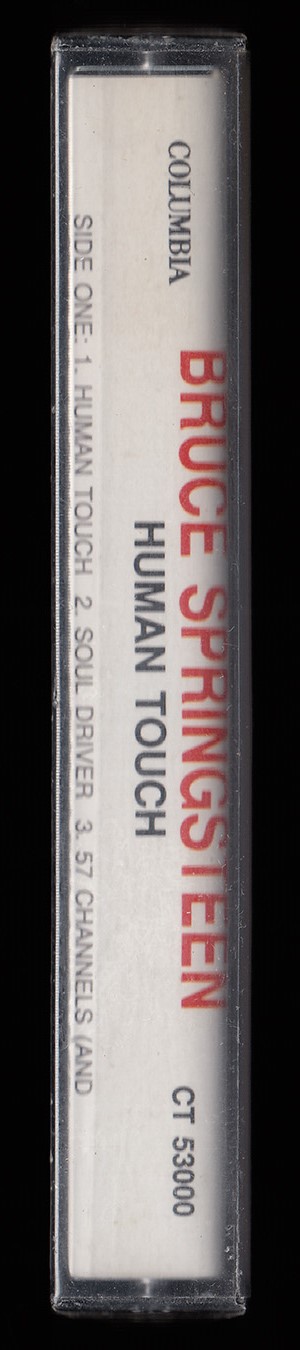 COLUMBIA
BRUCE SPRINGSTEEN
CT 53000
HUMAN TOUCH
SIDE ONE: 1. HUMAN TOUCH 2. SOUL DRIVER 3. 57 CHANNELS (AND